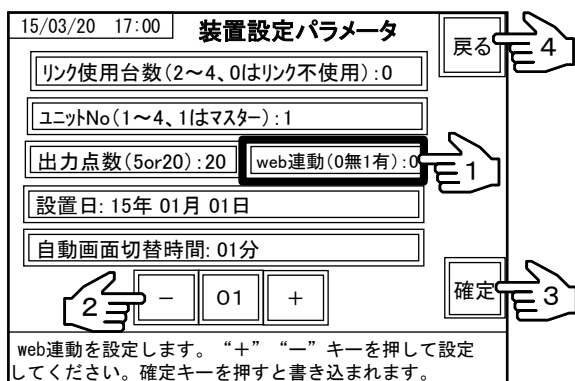 15/03/20 17:00 装置設定パラメータ
戻る 4
リンク使用台数(2～4、0はリンク不使用):0
ユニットNo(1～4、1はマスター):1
出力点数(5or20):20 web連動(0無1有):0 1
設置日: 15年 01月 01日
自動画面切替時間: 01分
2 － 01 ＋ 確定 3
web連動を設定します。“＋”“－”キーを押して設定
してください。確定キーを押すと書き込まれます。